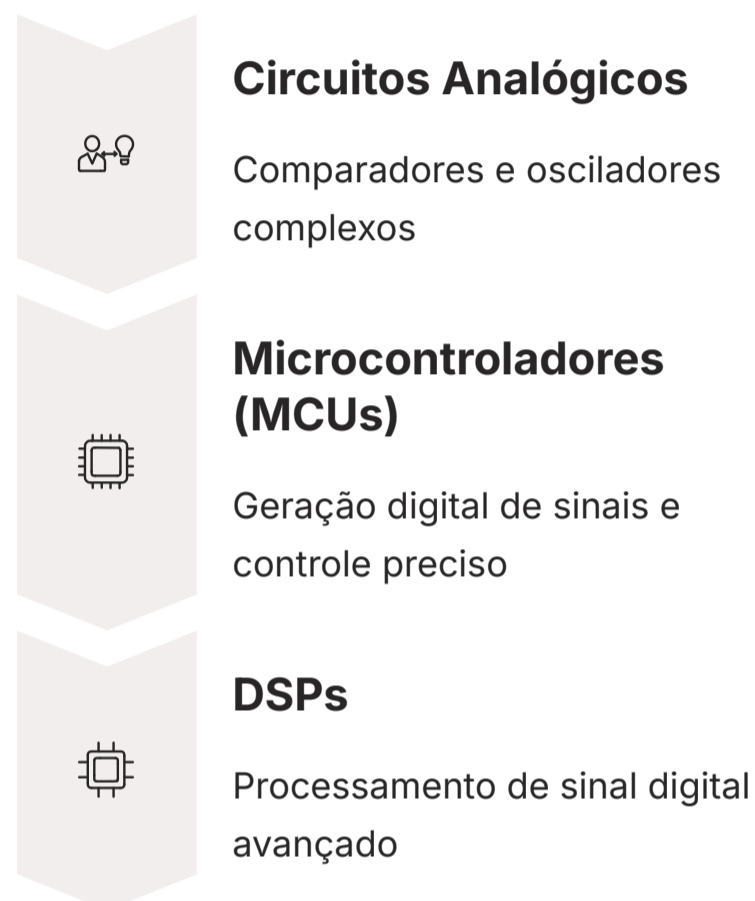 Circuitos Analógicos
Comparadores e osciladores
complexos
Microcontroladores
(MCUs)
Geração digital de sinais e
controle preciso
DSPs
Processamento de sinal digital
avançado